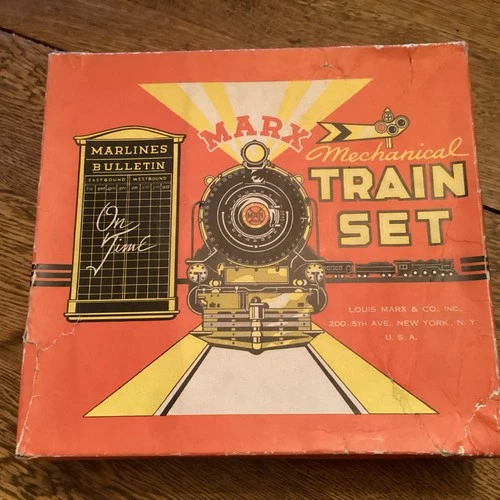 MARX
Mechanical
TRAIN
SET
MARLINES
BULLETIN
EASTBOUND WESTBOUND
On
Time
MARX
LOUIS MARX & CO., INC.,
200 5TH AVE. NEW YORK, N. Y.
U. S. A.